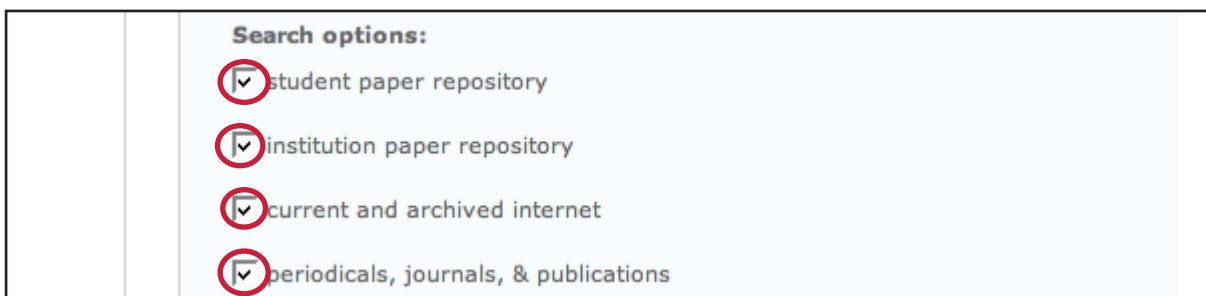 Search options:
student paper repository
institution paper repository
current and archived internet
periodicals, journals, & publications